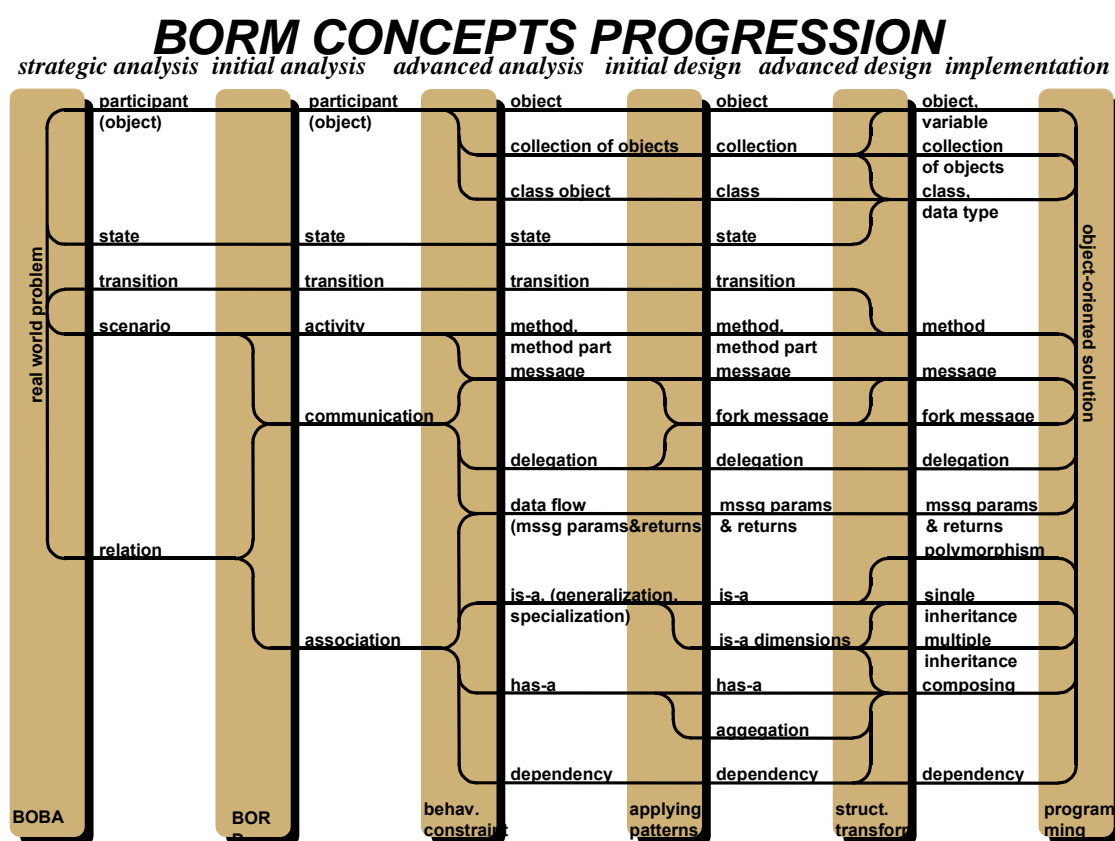 BORM CONCEPTS PROGRESSION
strategic analysis initial analysis advanced analysis initial design advanced design implementation
participant
(object)
state
transition
scenario
relation
participant
(object)
state
transition
activity
communication
association
object
collection of objects
class object
state
transition
method,
method part
message
delegation
data flow
(mssg params&returns
is-a, (generalization,
specialization)
has-a
dependency
object
collection
class
state
transition
method,
method part
message
fork message
delegation
mssg params
& returns
is-a
is-a dimensions
has-a
aggegation
dependency
object,
variable
collection
of objects
class,
data type
method
message
fork message
delegation
mssg params
& returns
polymorphism
single
inheritance
multiple
inheritance
composing
dependency
real world problem
object-oriented solution
BOBA
BOR
behav.
constraint
applying
patterns
struct.
transform
program
ming